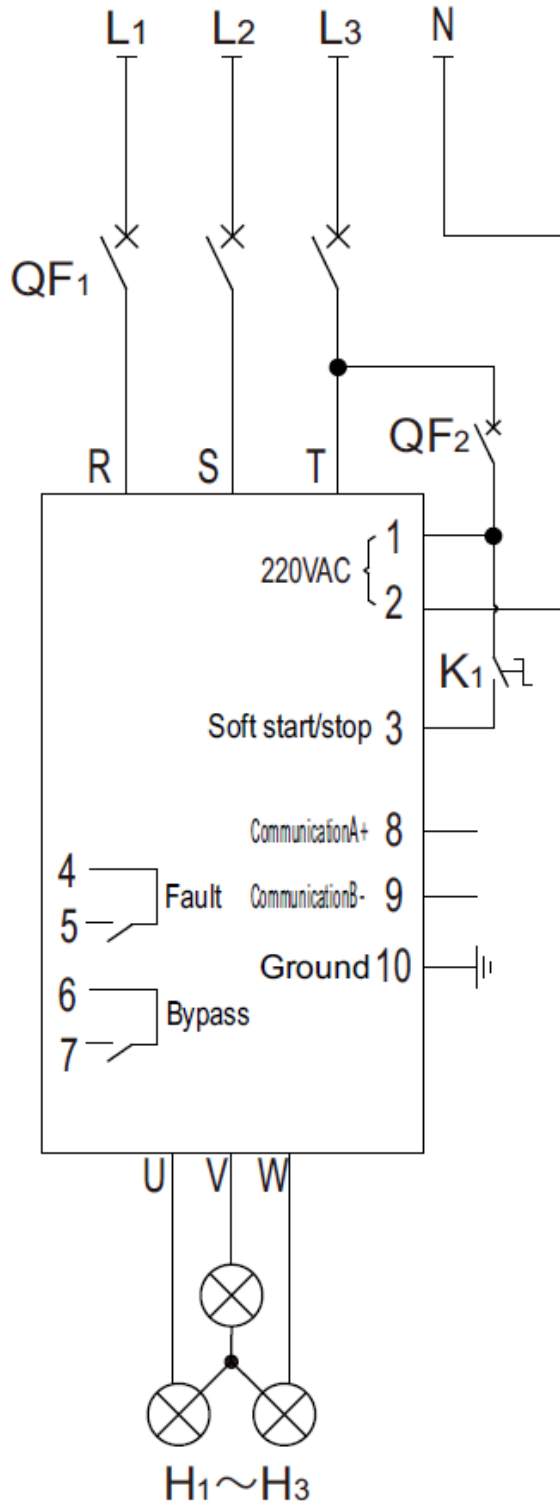 L1 L2 L3 N
QF1
QF2
R S T
1
220VAC
2
K1
Soft start/stop 3
CommunicationA+ 8
4
Fault
CommunicationB- 9
5
Ground 10
6
Bypass
7
U V W
H1～H3